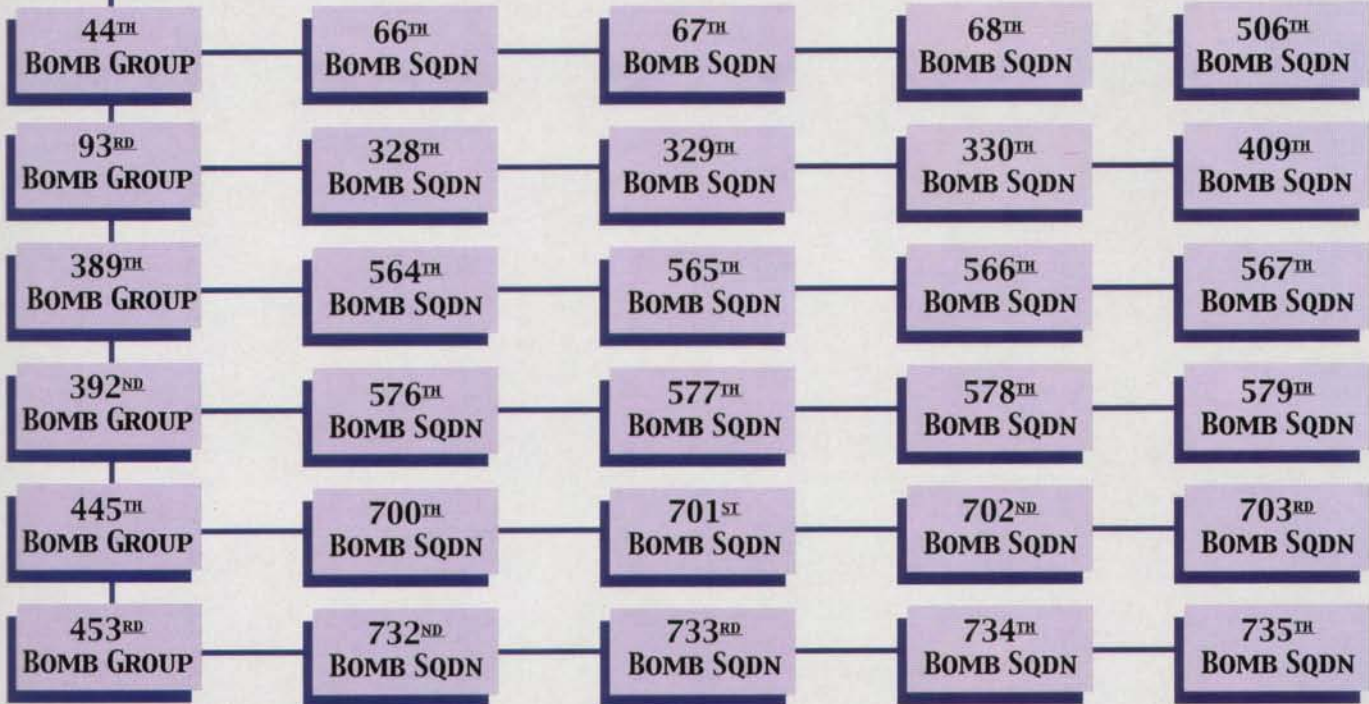 44TH
BOMB GROUP
66TH
BOMB SQDN
67TH
BOMB SQDN
68TH
BOMB SQDN
506TH
BOMB SQDN
93RD
BOMB GROUP
328TH
BOMB SQDN
329TH
BOMB SQDN
330TH
BOMB SQDN
409TH
BOMB SQDN
389TH
BOMB GROUP
564TH
BOMB SQDN
565TH
BOMB SQDN
566TH
BOMB SQDN
567TH
BOMB SQDN
392ND
BOMB GROUP
576TH
BOMB SQDN
577TH
BOMB SQDN
578TH
BOMB SQDN
579TH
BOMB SQDN
445TH
BOMB GROUP
700TH
BOMB SQDN
701ST
BOMB SQDN
702ND
BOMB SQDN
703RD
BOMB SQDN
453RD
BOMB GROUP
732ND
BOMB SQDN
733RD
BOMB SQDN
734TH
BOMB SQDN
735TH
BOMB SQDN